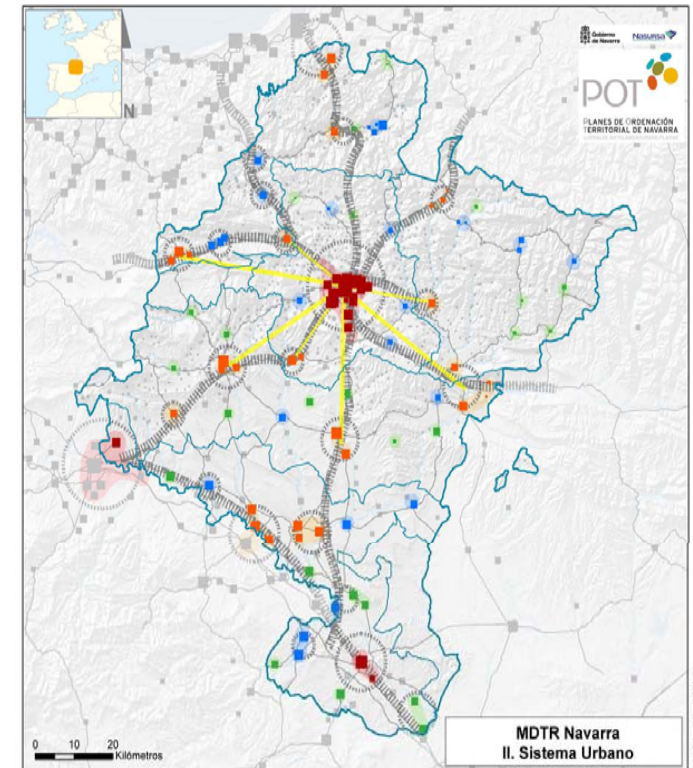 N
Gobierno
de Navarra
Nasursa
POT
PLANES DE ORDENACIÓN
TERRITORIAL DE NAVARRA
0 10 20
Kilómetros
MDTR Navarra
II. Sistema Urbano